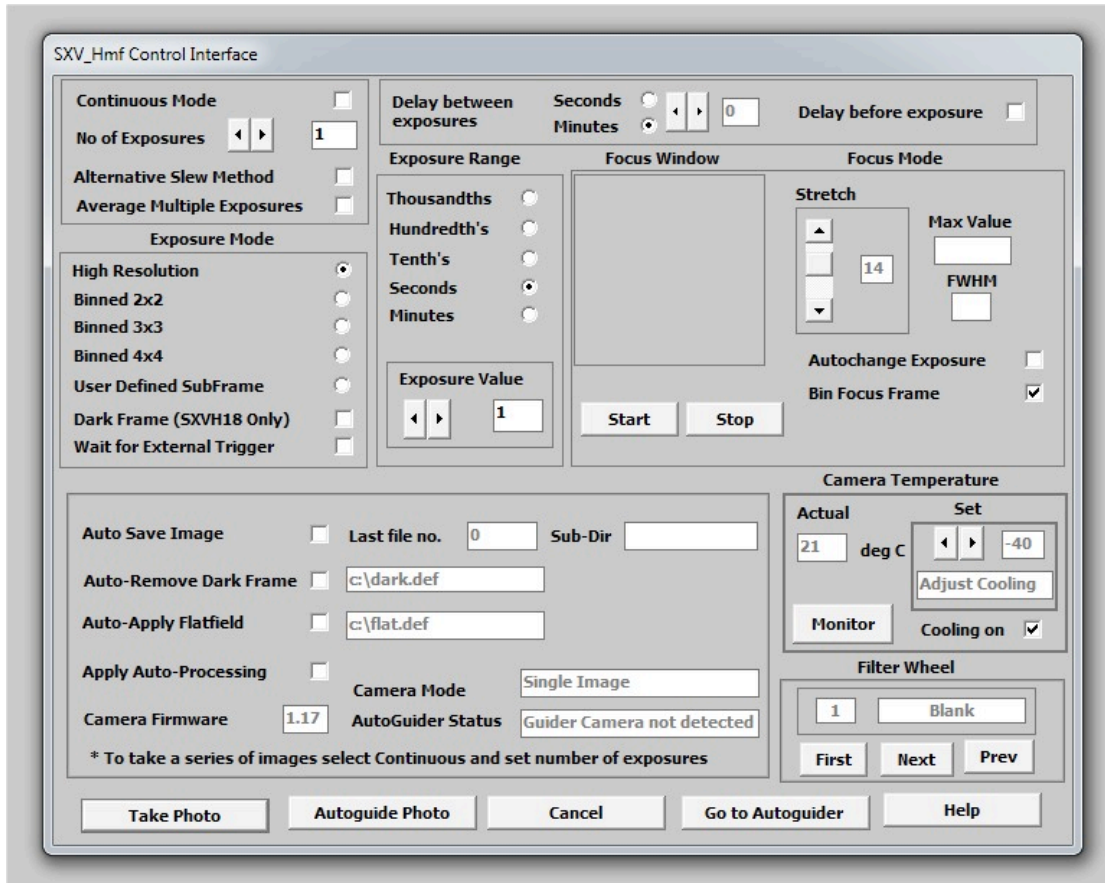 SXV_Hmf Control Interface
Continuous Mode
No of Exposures 1
Alternative Slew Method
Average Multiple Exposures
Delay between exposures Seconds Minutes 0 Delay before exposure
Exposure Mode
High Resolution
Binned 2x2
Binned 3x3
Binned 4x4
User Defined SubFrame
Dark Frame (SXVH18 Only)
Wait for External Trigger
Exposure Range
Thousandths
Hundredth's
Tenth's
Seconds
Minutes
Exposure Value
1
Focus Window
Start Stop
Focus Mode
Stretch
14
Max Value
FWHM
Autochange Exposure
Bin Focus Frame
Auto Save Image Last file no. 0 Sub-Dir
Auto-Remove Dark Frame c:\dark.def
Auto-Apply Flatfield c:\flat.def
Apply Auto-Processing
Camera Mode Single Image
Camera Firmware 1.17 AutoGuider Status Guider Camera not detected
* To take a series of images select Continuous and set number of exposures
Camera Temperature
Actual Set
21 deg C -40
Adjust Cooling
Monitor Cooling on
Filter Wheel
1 Blank
First Next Prev
Take Photo Autoguide Photo Cancel Go to Autoguider Help